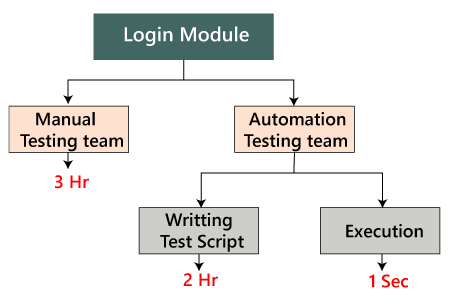 Login Module
Manual
Testing team
Automation
Testing team
3 Hr
Writting
Test Script
Execution
2 Hr
1 Sec